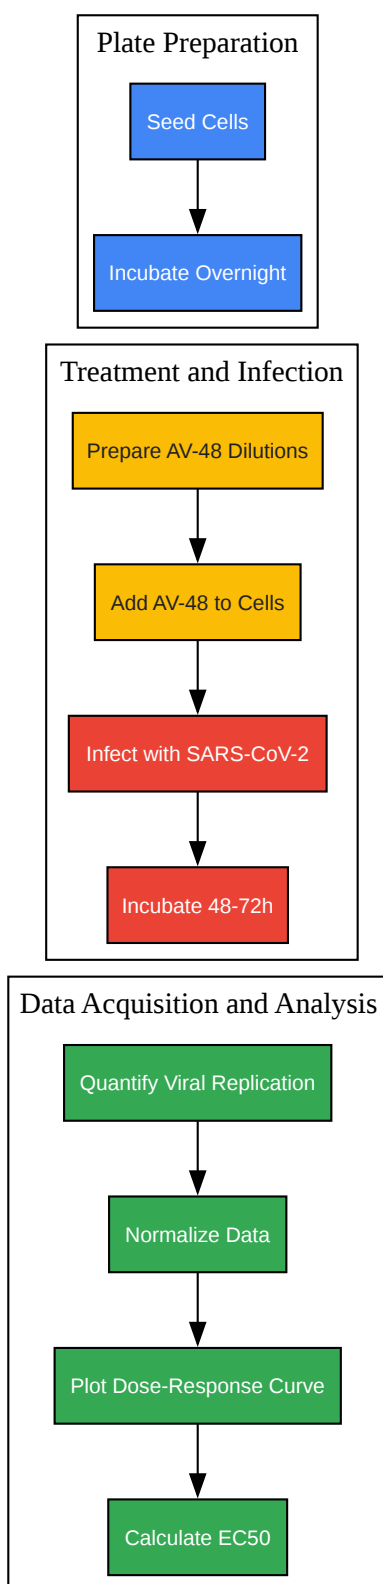 Plate Preparation
Seed Cells
Incubate Overnight
Treatment and Infection
Prepare AV-48 Dilutions
Add AV-48 to Cells
Infect with SARS-CoV-2
Incubate 48-72h
Data Acquisition and Analysis
Quantify Viral Replication
Normalize Data
Plot Dose-Response Curve
Calculate EC50